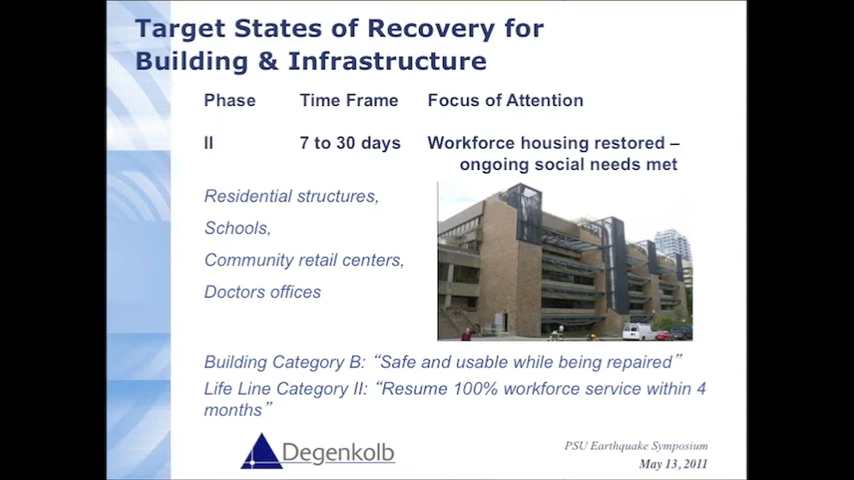 Target States of Recovery for
Building & Infrastructure
Phase Time Frame Focus of Attention
II 7 to 30 days Workforce housing restored –
ongoing social needs met
Residential structures,
Schools,
Community retail centers,
Doctors offices
Building Category B: “Safe and usable while being repaired”
Life Line Category II: “Resume 100% workforce service within 4
months”
Degenkolb
PSU Earthquake Symposium
May 13, 2011